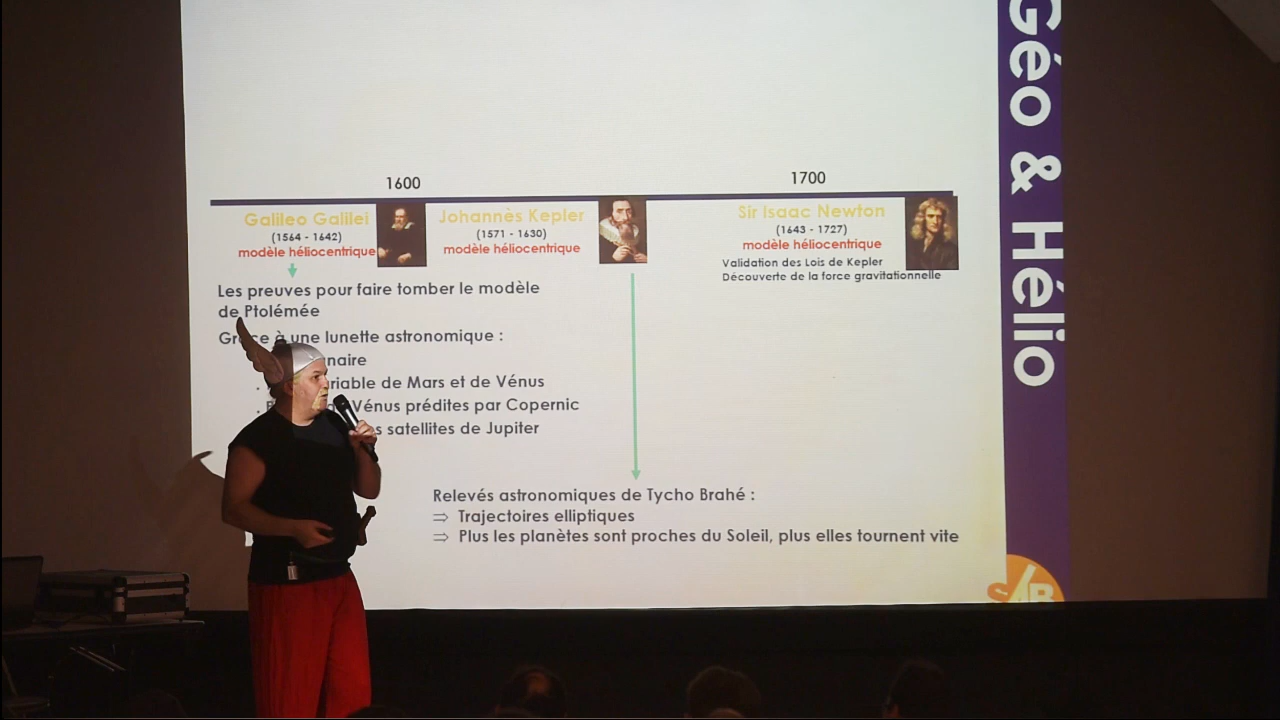 1600
1700
Galileo Galilei
(1564 - 1642)
modèle héliocentrique
Johannès Kepler
(1571 - 1630)
modèle héliocentrique
Sir Isaac Newton
(1643 - 1727)
modèle héliocentrique
Validation des Lois de Kepler
Découverte de la force gravitationnelle
Les preuves pour faire tomber le modèle
de Ptolémée
Grâce à une lunette astronomique :
de Mars et de Vénus
Vénus prédites par Copernic
satellites de Jupiter
Relevés astronomiques de Tycho Brahé :
⇒ Trajectoires elliptiques
⇒ Plus les planètes sont proches du Soleil, plus elles tournent vite
Géo & Hélio